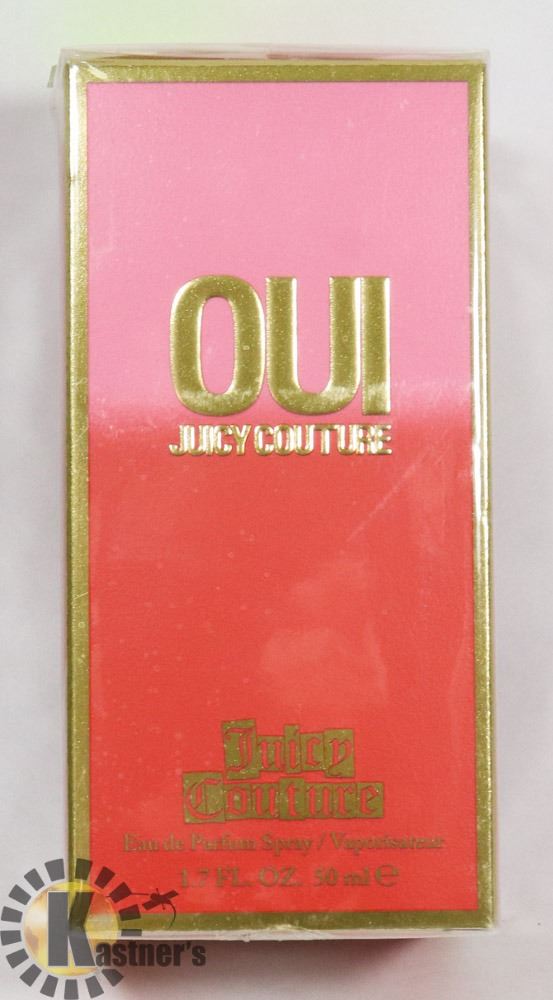 OUI
JUICY COUTURE
Juicy
Couture
Eau de Parfum Spray / Vaporisateur
1.7 FL. OZ. 50 ml ℮
Kastner's